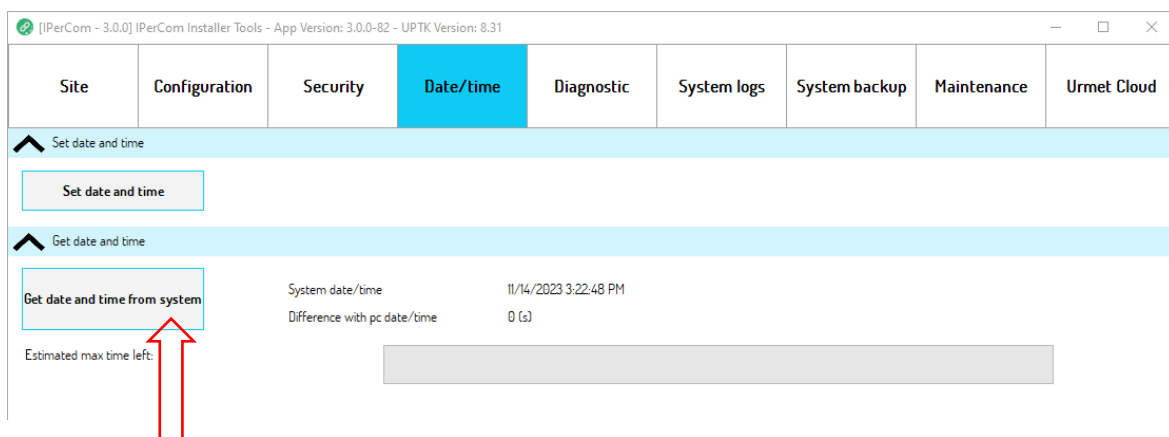 [IPerCom - 3.0.0] IPerCom Installer Tools - App Version: 3.0.0-82 - UPTK Version: 8.31
Site Configuration Security Date/time Diagnostic System logs System backup Maintenance Urmet Cloud
Set date and time
Set date and time
Get date and time
Get date and time from system
System date/time 11/14/2023 3:22:48 PM
Difference with pc date/time 0 (s)
Estimated max time left: